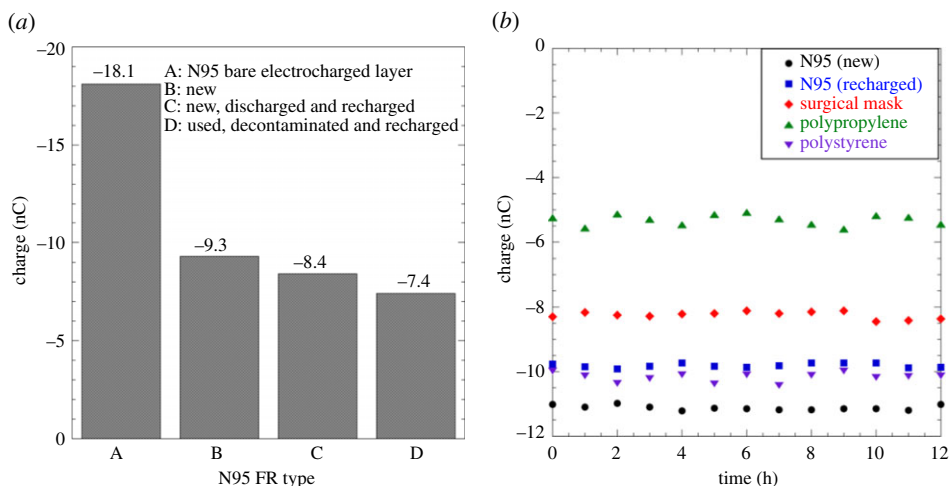 (a)
−20
−15
−10
−5
0
charge (nC)
−18.1
−9.3
−8.4
−7.4
A: N95 bare electrocharged layer
B: new
C: new, discharged and recharged
D: used, decontaminated and recharged
A B C D
N95 FR type
(b)
0
−2
−4
−6
−8
−10
−12
charge (nC)
N95 (new)
N95 (recharged)
surgical mask
polypropylene
polystyrene
0 2 4 6 8 10 12
time (h)